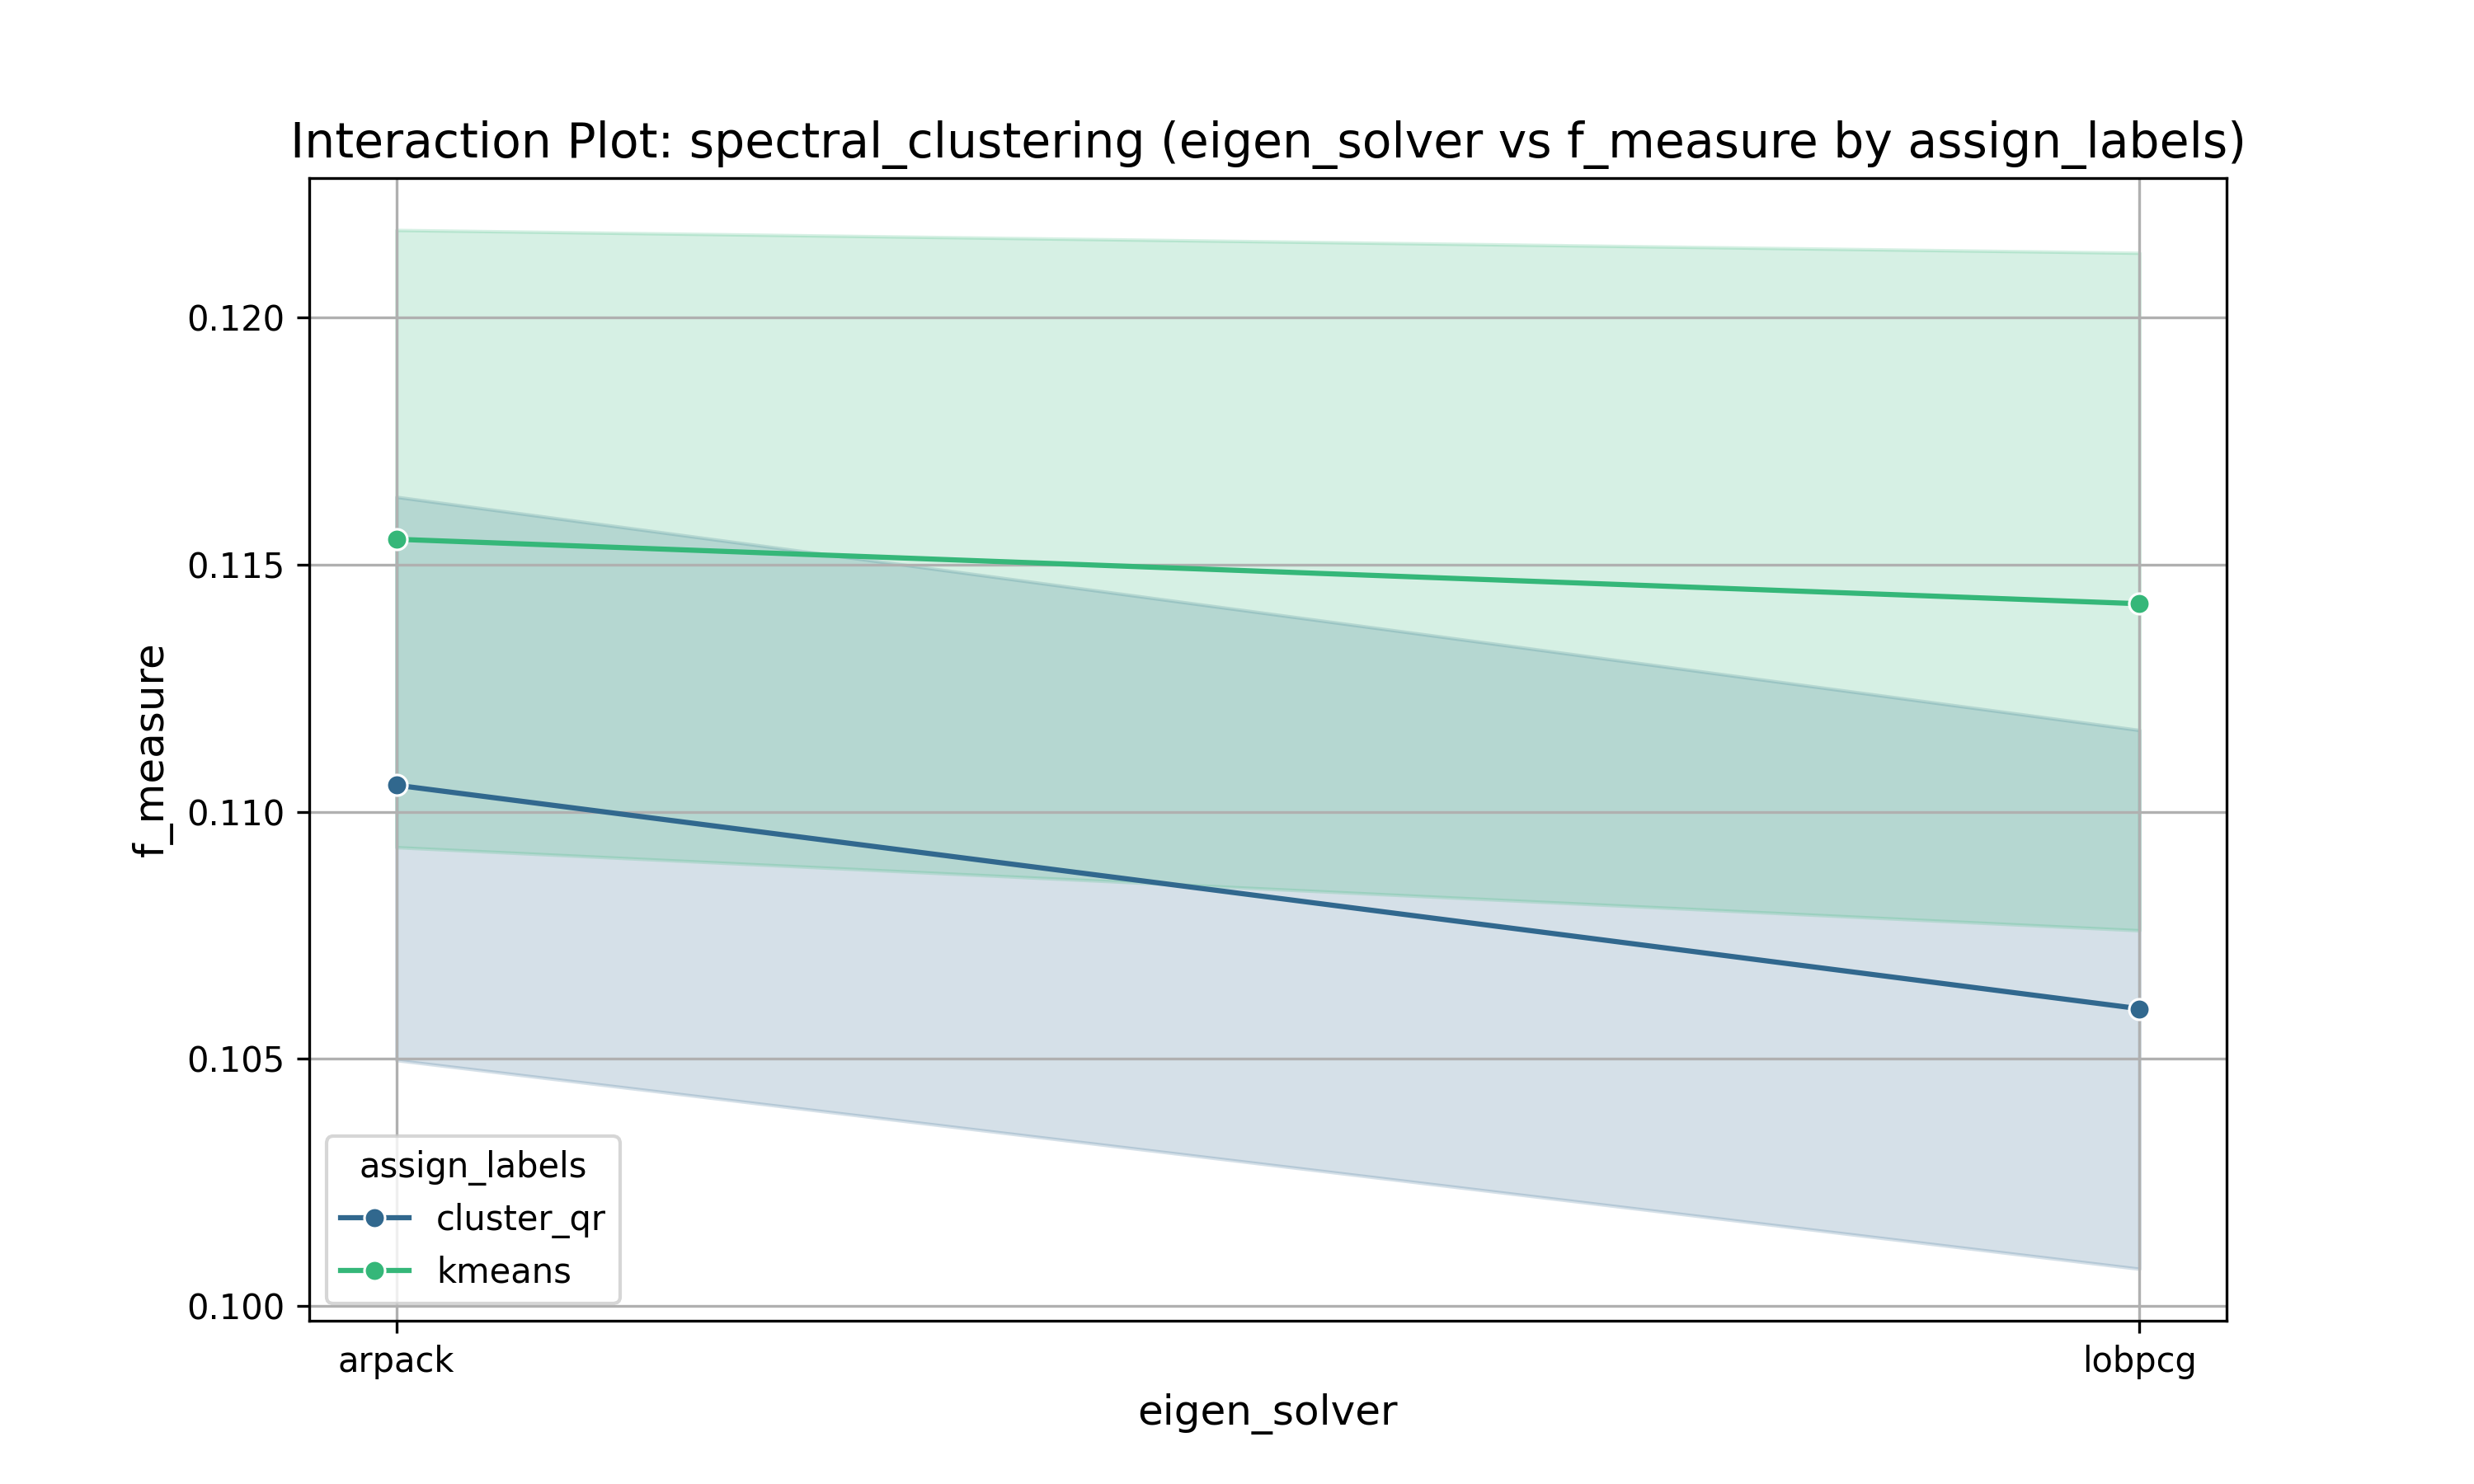 Interaction Plot: spectral_clustering (eigen_solver vs f_measure by assign_labels)
f_measure
0.120
0.115
0.110
0.105
0.100
assign_labels
cluster_qr
kmeans
arpack
lobpcg
eigen_solver